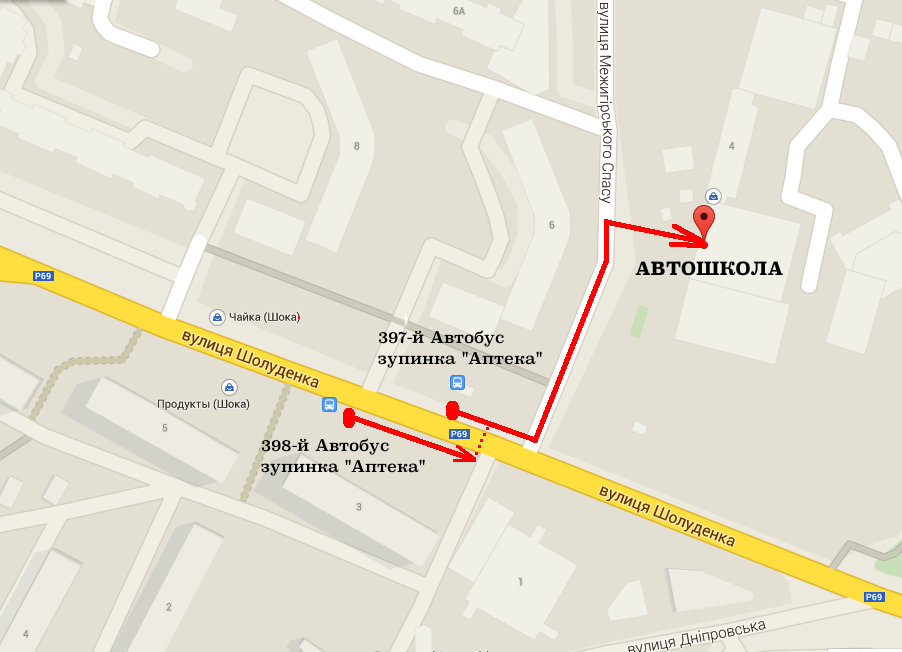 6А
вулиця Межигірського Спасу
8
4
6
АВТОШКОЛА
P69
Чайка (Шока)
вулиця Шолуденка
397-й Автобус
зупинка "Аптека"
Продукты (Шока)
5
P69
398-й Автобус
зупинка "Аптека"
вулиця Шолуденка
3
1
2
P69
4
вулиця Дніпровська